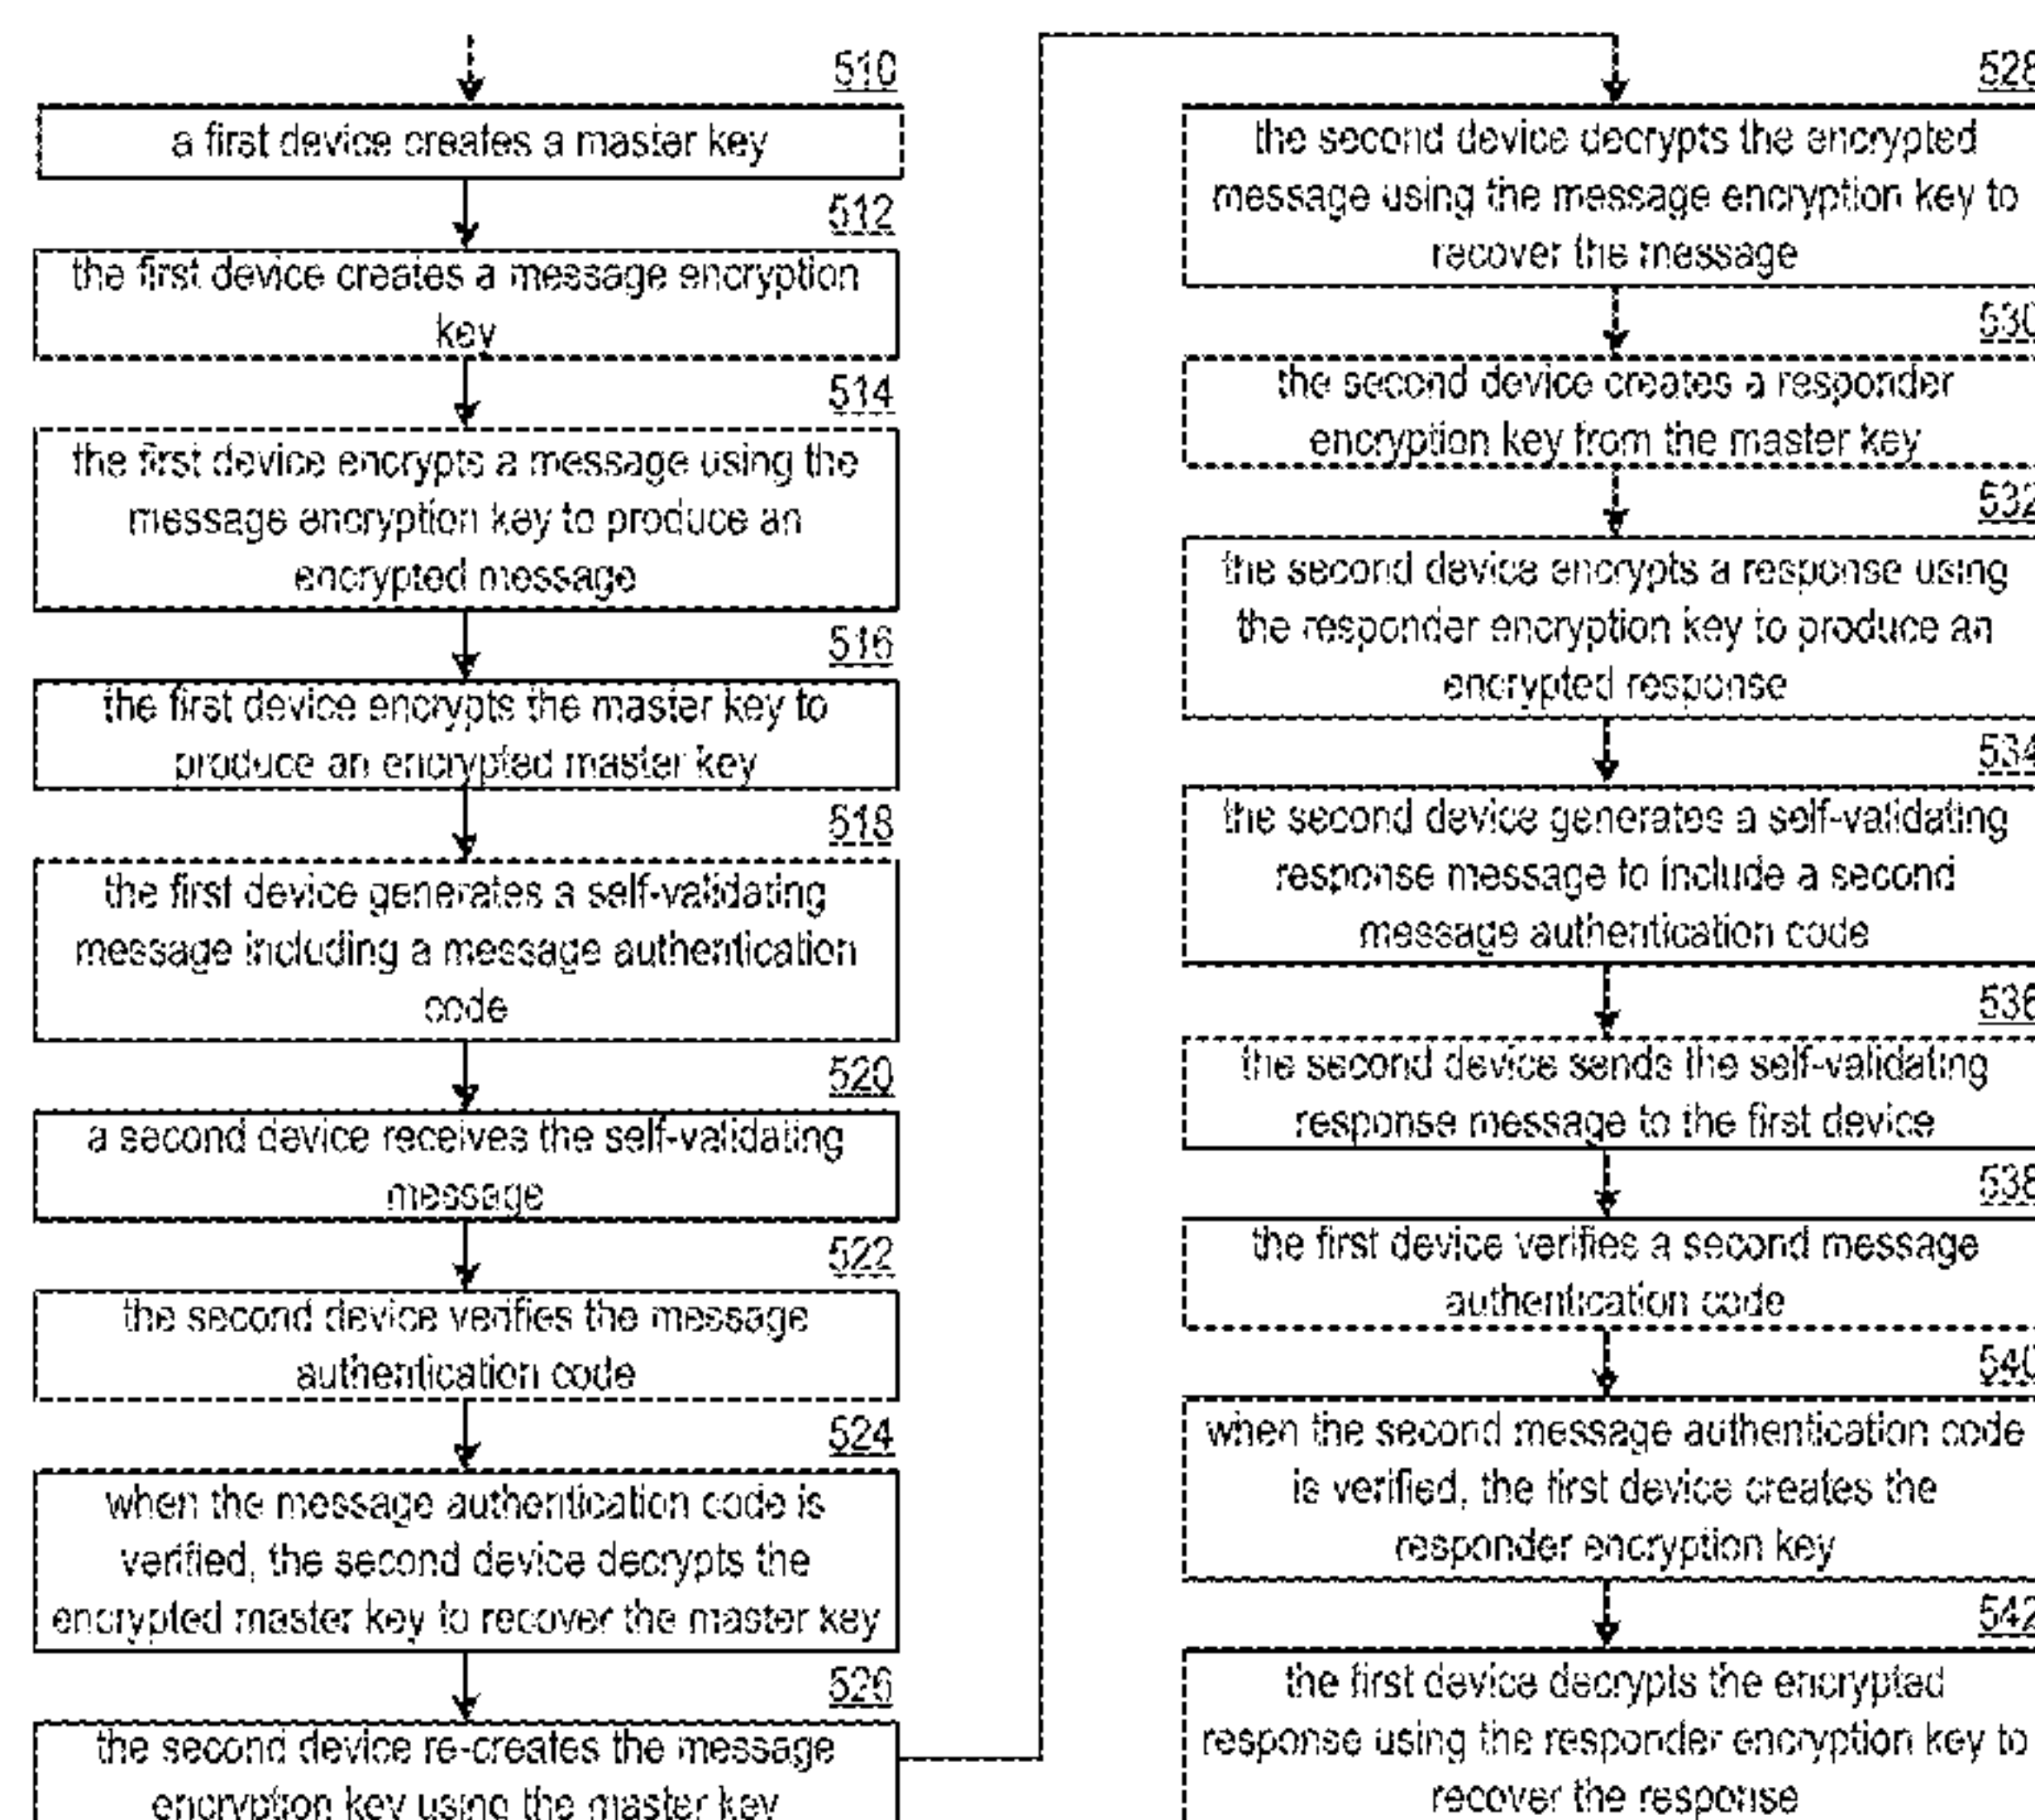 510
a first device creates a master key
512
the first device creates a message encryption
key
514
the first device encrypts a message using the
message encryption key to produce an
encrypted message
516
the first device encrypts the master key to
produce an encrypted master key
518
the first device generates a self-validating
message including a message authentication
code
520
a second device receives the self-validating
message
522
the second device verifies the message
authentication code
524
when the message authentication code is
verified, the second device decrypts the
encrypted master key to recover the master key
526
the second device re-creates the message
encryption key using the master key
528
the second device decrypts the encrypted
message using the message encryption key to
recover the message
530
the second device creates a responder
encryption key from the master key
532
the second device encrypts a response using
the responder encryption key to produce an
encrypted response
534
the second device generates a self-validating
response message to include a second
message authentication code
536
the second device sends the self-validating
response message to the first device
538
the first device verifies a second message
authentication code
540
when the second message authentication code
is verified, the first device creates the
responder encryption key
542
the first device decrypts the encrypted
response using the responder encryption key to
recover the response